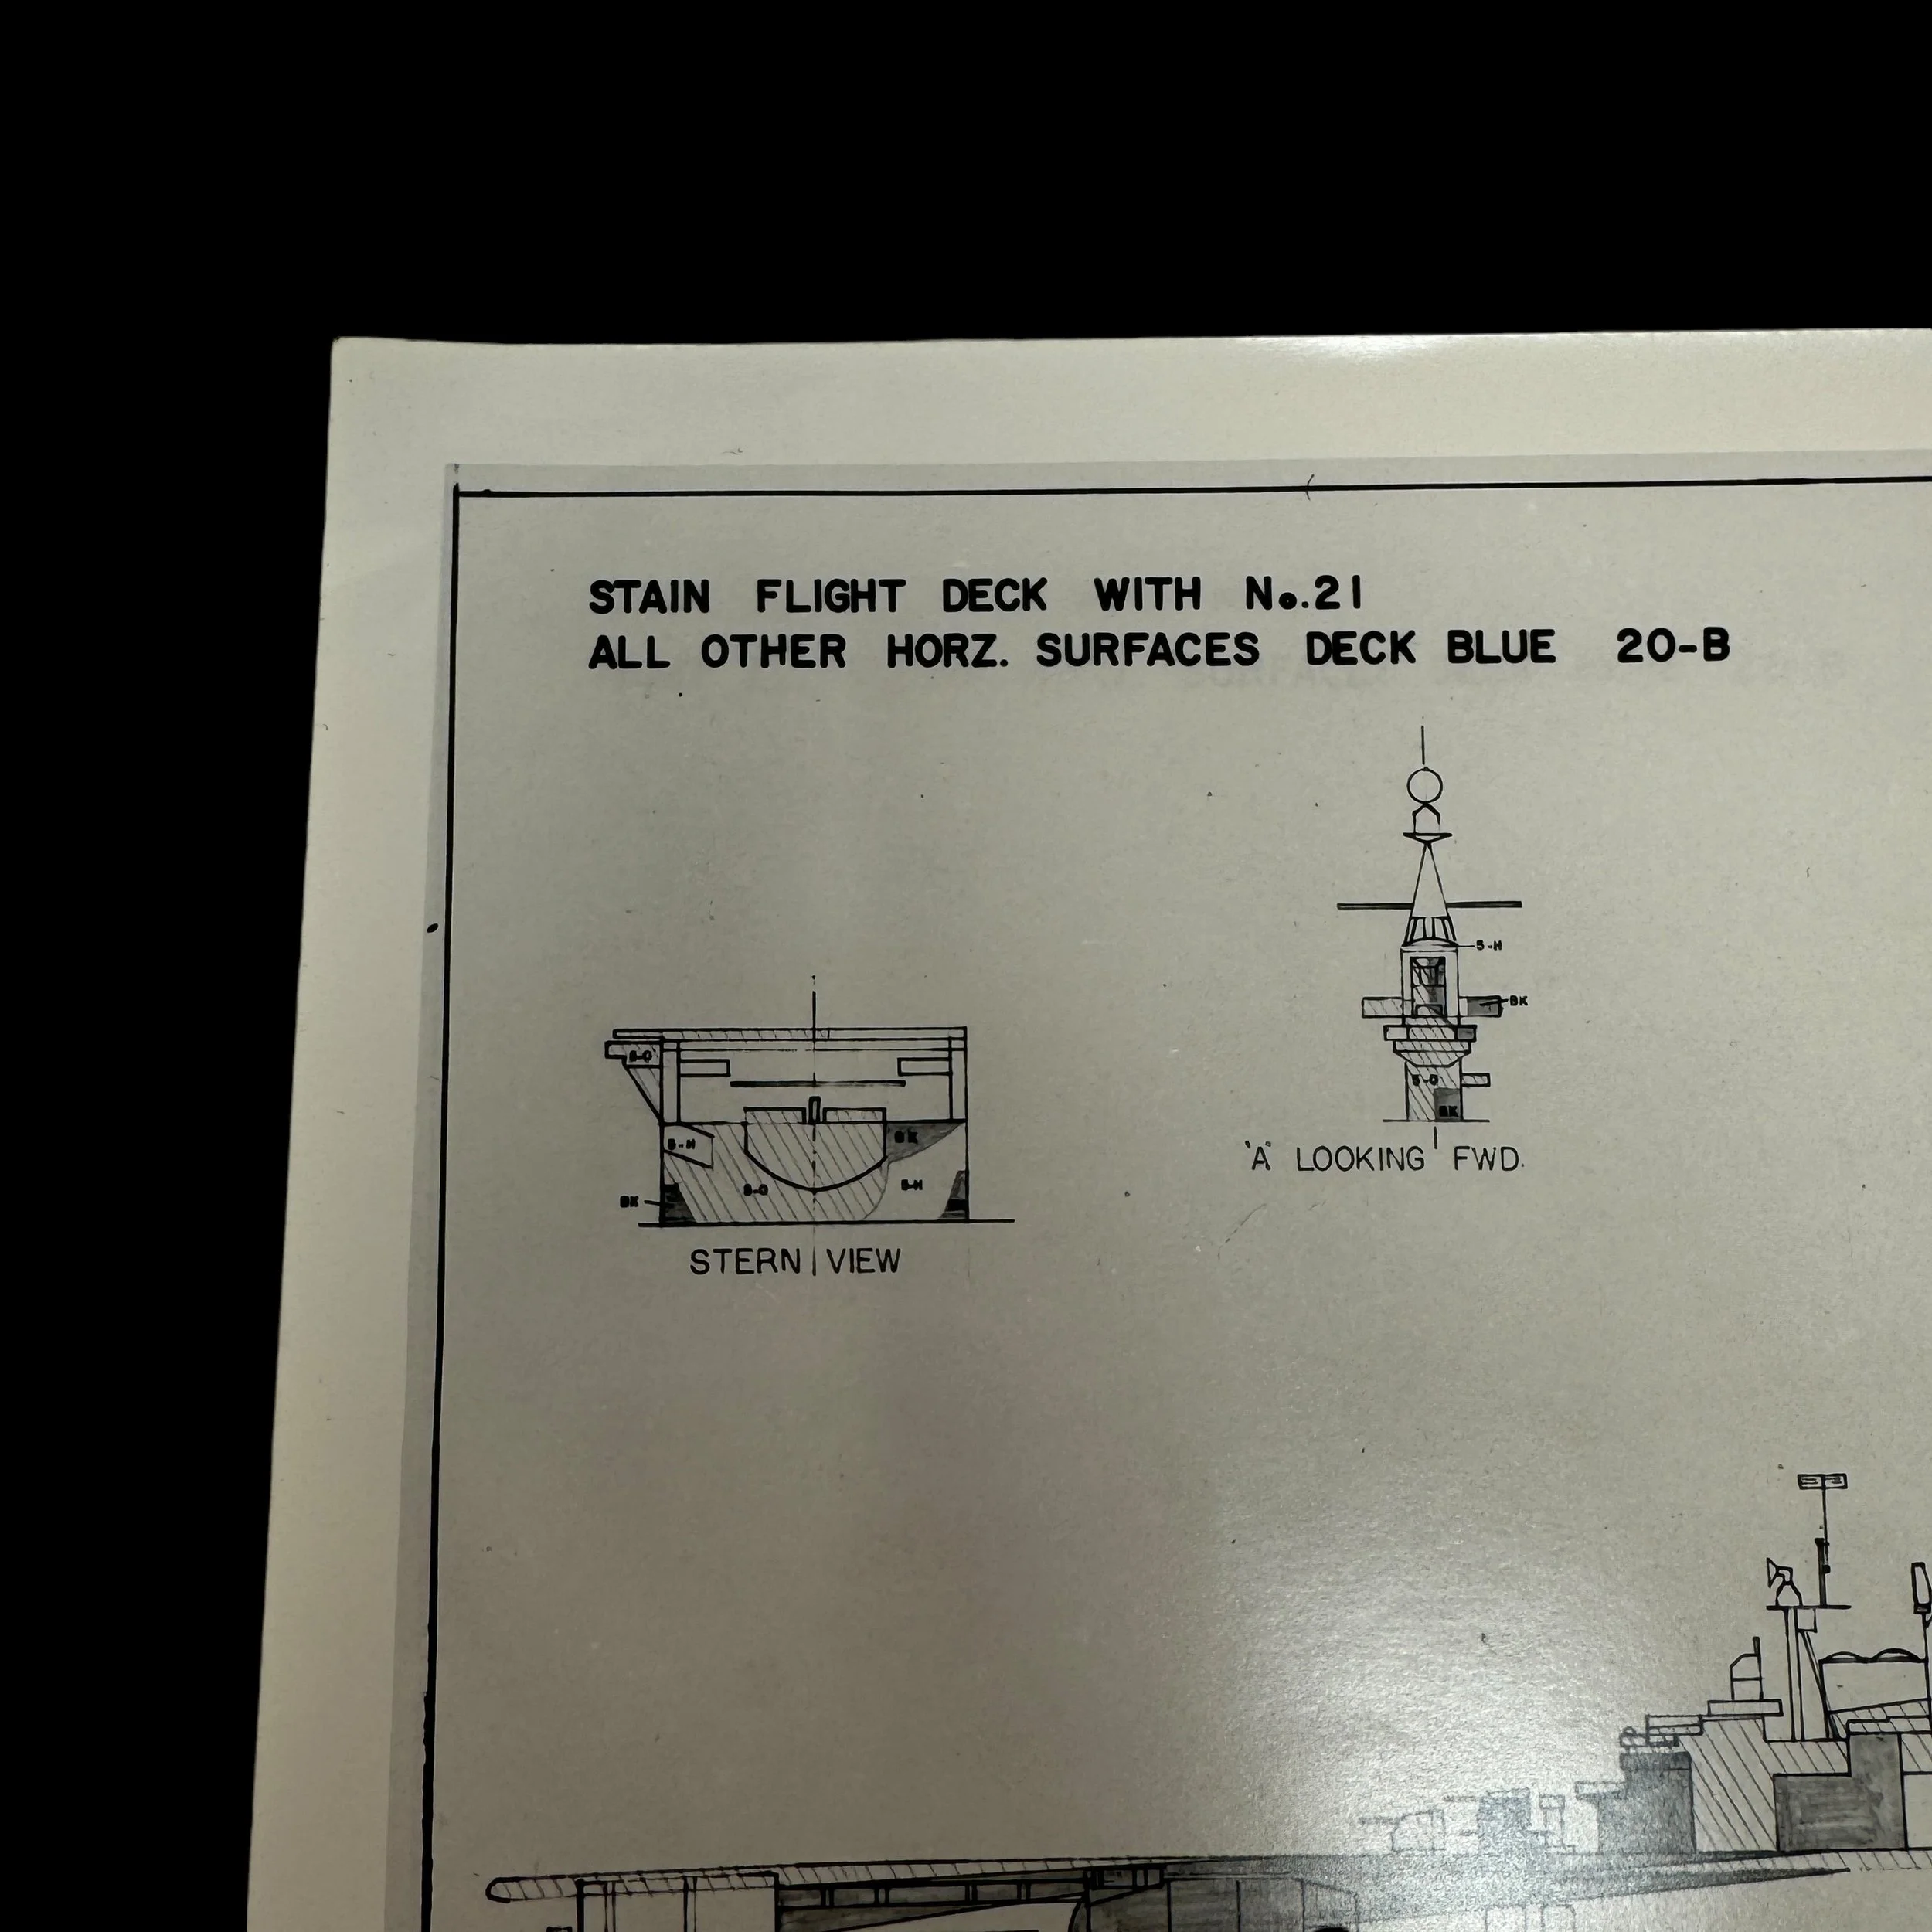 STAIN FLIGHT DECK WITH No.21
ALL OTHER HORZ. SURFACES DECK BLUE 20-B
5-H
BK
5-O
BK
'A' LOOKING FWD.
5-O
5-H
BK
5-O
5-H
BK
STERN VIEW